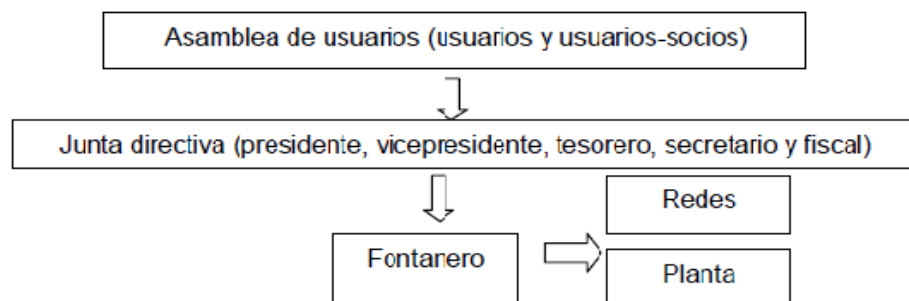 Asamblea de usuarios (usuarios y usuarios-socios)
Junta directiva (presidente, vicepresidente, tesorero, secretario y fiscal)
Redes
Fontanero
Planta